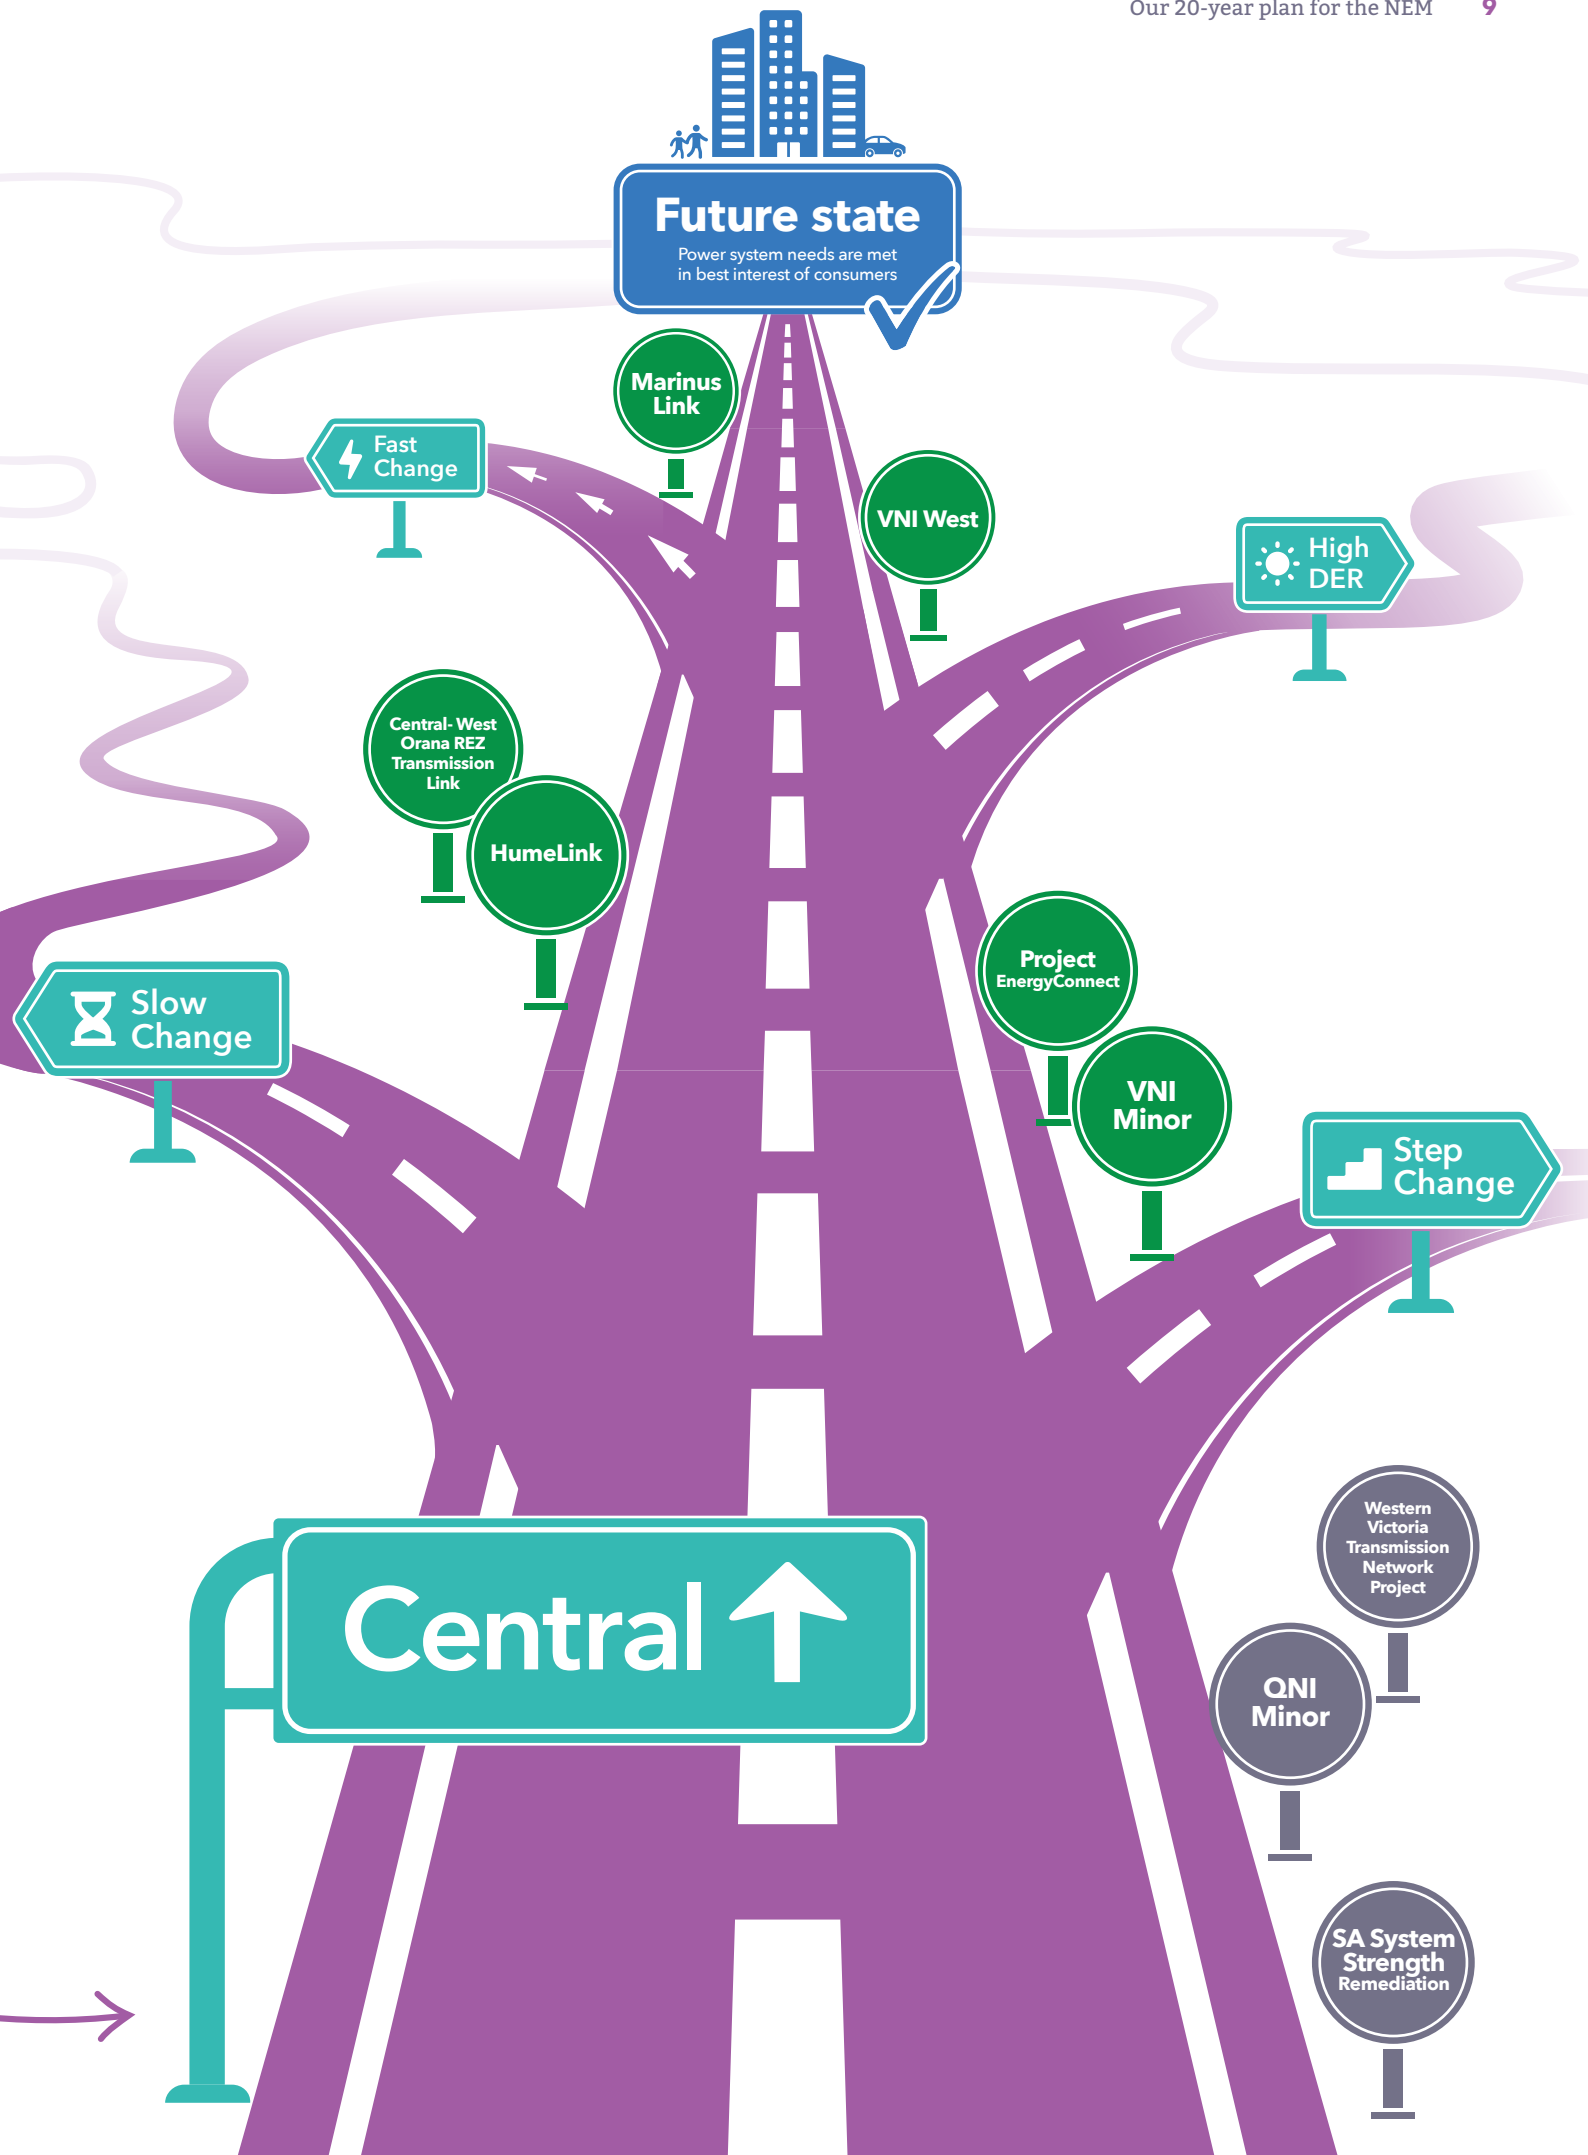 Our 20-year plan for the NEM 9
Future state
Power system needs are met
in best interest of consumers
Marinus
Link
Fast
Change
VNI West
High
DER
Central- West
Orana REZ
Transmission
Link
HumeLink
Project
EnergyConnect
Slow
Change
VNI
Minor
Step
Change
Western
Victoria
Transmission
Network
Project
Central
QNI
Minor
SA System
Strength
Remediation